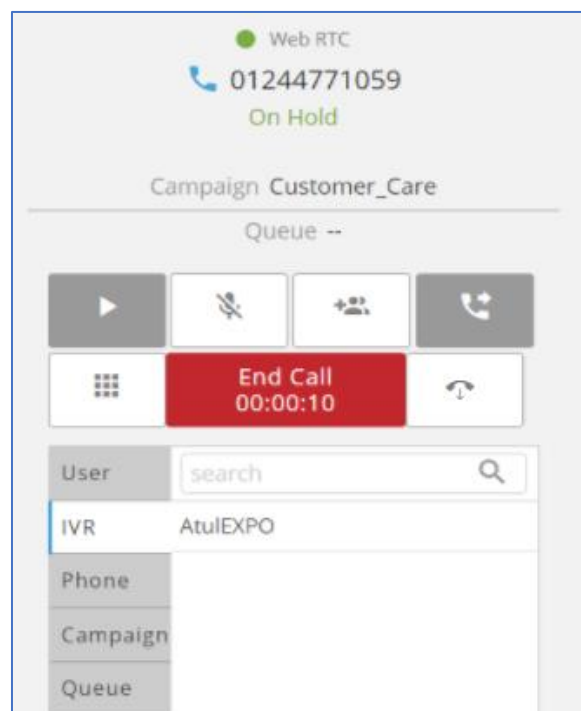 Web RTC
01244771059
On Hold
Campaign Customer_Care
Queue --
End Call
00:00:10
User search
IVR AtulEXPO
Phone
Campaign
Queue